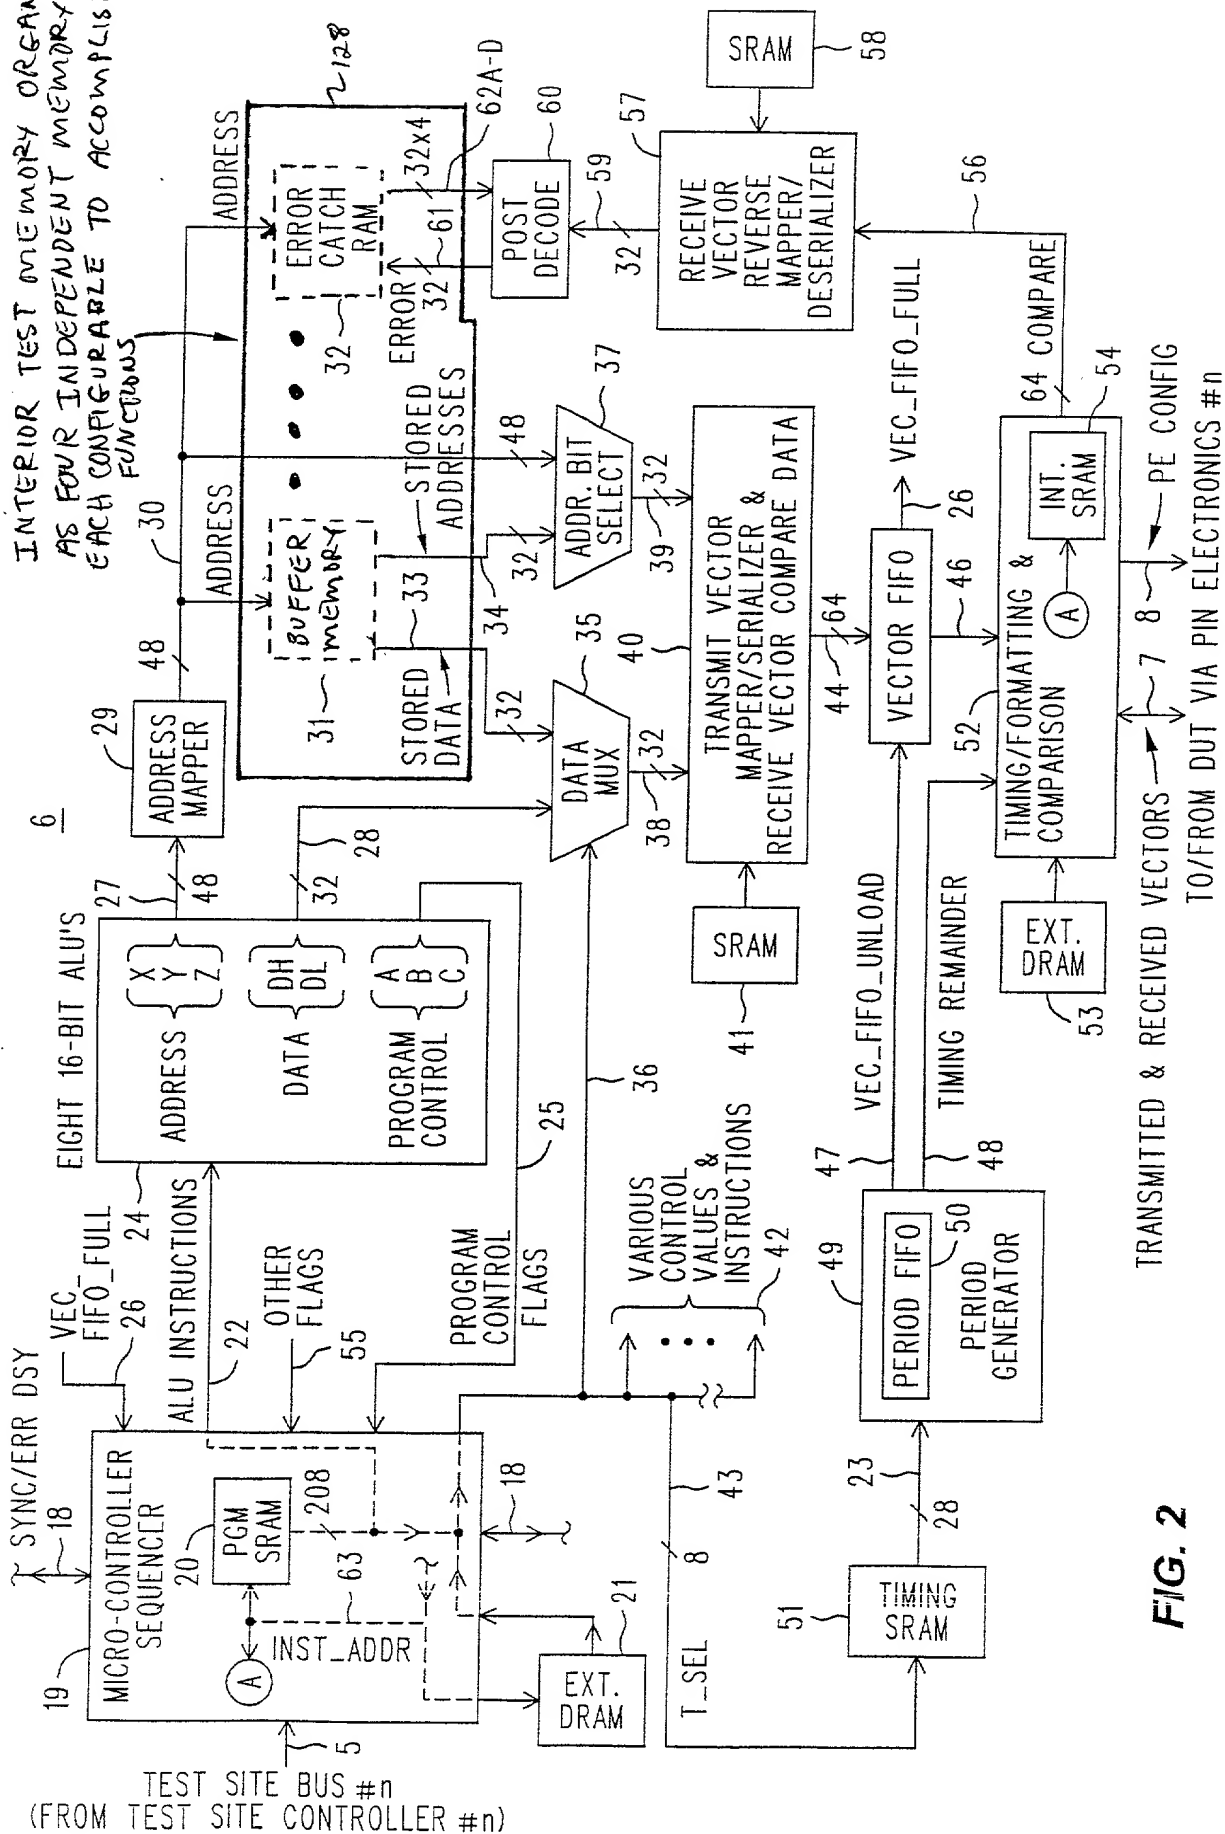 INTERIOR TEST MEMORY
AS FOUR INDEPENDENT MEMORY
EACH CONFIGURABLE TO
FUNCTIONS
6
TEST SITE BUS #n
(FROM TEST SITE CONTROLLER #n)
5
SYNC/ERR DSY
18
VEC_
FIFO_FULL
26
19
MICRO-CONTROLLER
SEQUENCER
20
PGM
SRAM
208
63
A
INST_ADDR
18
21
EXT.
DRAM
ALU INSTRUCTIONS
22
OTHER
FLAGS
55
PROGRAM
CONTROL
FLAGS
25
24
EIGHT 16-BIT ALU'S
ADDRESS
X
Y
Z
DATA
DH
DL
PROGRAM
CONTROL
A
B
C
27
48
28
32
29
ADDRESS
MAPPER
48
30
ADDRESS
ADDRESS
128
BUFFER
MEMORY
31
ERROR
CATCH
RAM
32
STORED
DATA
33
32
34
STORED
ADDRESSES
32
48
ERROR
32
61
32x4
62A-D
POST
DECODE
60
59
32
DATA
MUX
35
ADDR. BIT
SELECT
37
38
32
39
32
36
RECEIVE
VECTOR
REVERSE
MAPPER/
DESERIALIZER
57
SRAM
58
56
TRANSMIT VECTOR
MAPPER/SERIALIZER &
RECEIVE VECTOR COMPARE DATA
40
SRAM
41
VARIOUS
CONTROL
VALUES &
INSTRUCTIONS
42
44
64
VECTOR FIFO
VEC_FIFO_FULL
26
46
VEC_FIFO_UNLOAD
47
TIMING REMAINDER
48
49
PERIOD FIFO
50
PERIOD
GENERATOR
23
28
43
8
T_SEL
51
TIMING
SRAM
52
TIMING/FORMATTING &
COMPARISON
A
INT.
SRAM
54
64 COMPARE
EXT.
DRAM
53
TRANSMITTED & RECEIVED VECTORS
7
8
PE CONFIG
TO/FROM DUT VIA PIN ELECTRONICS #n
FIG. 2